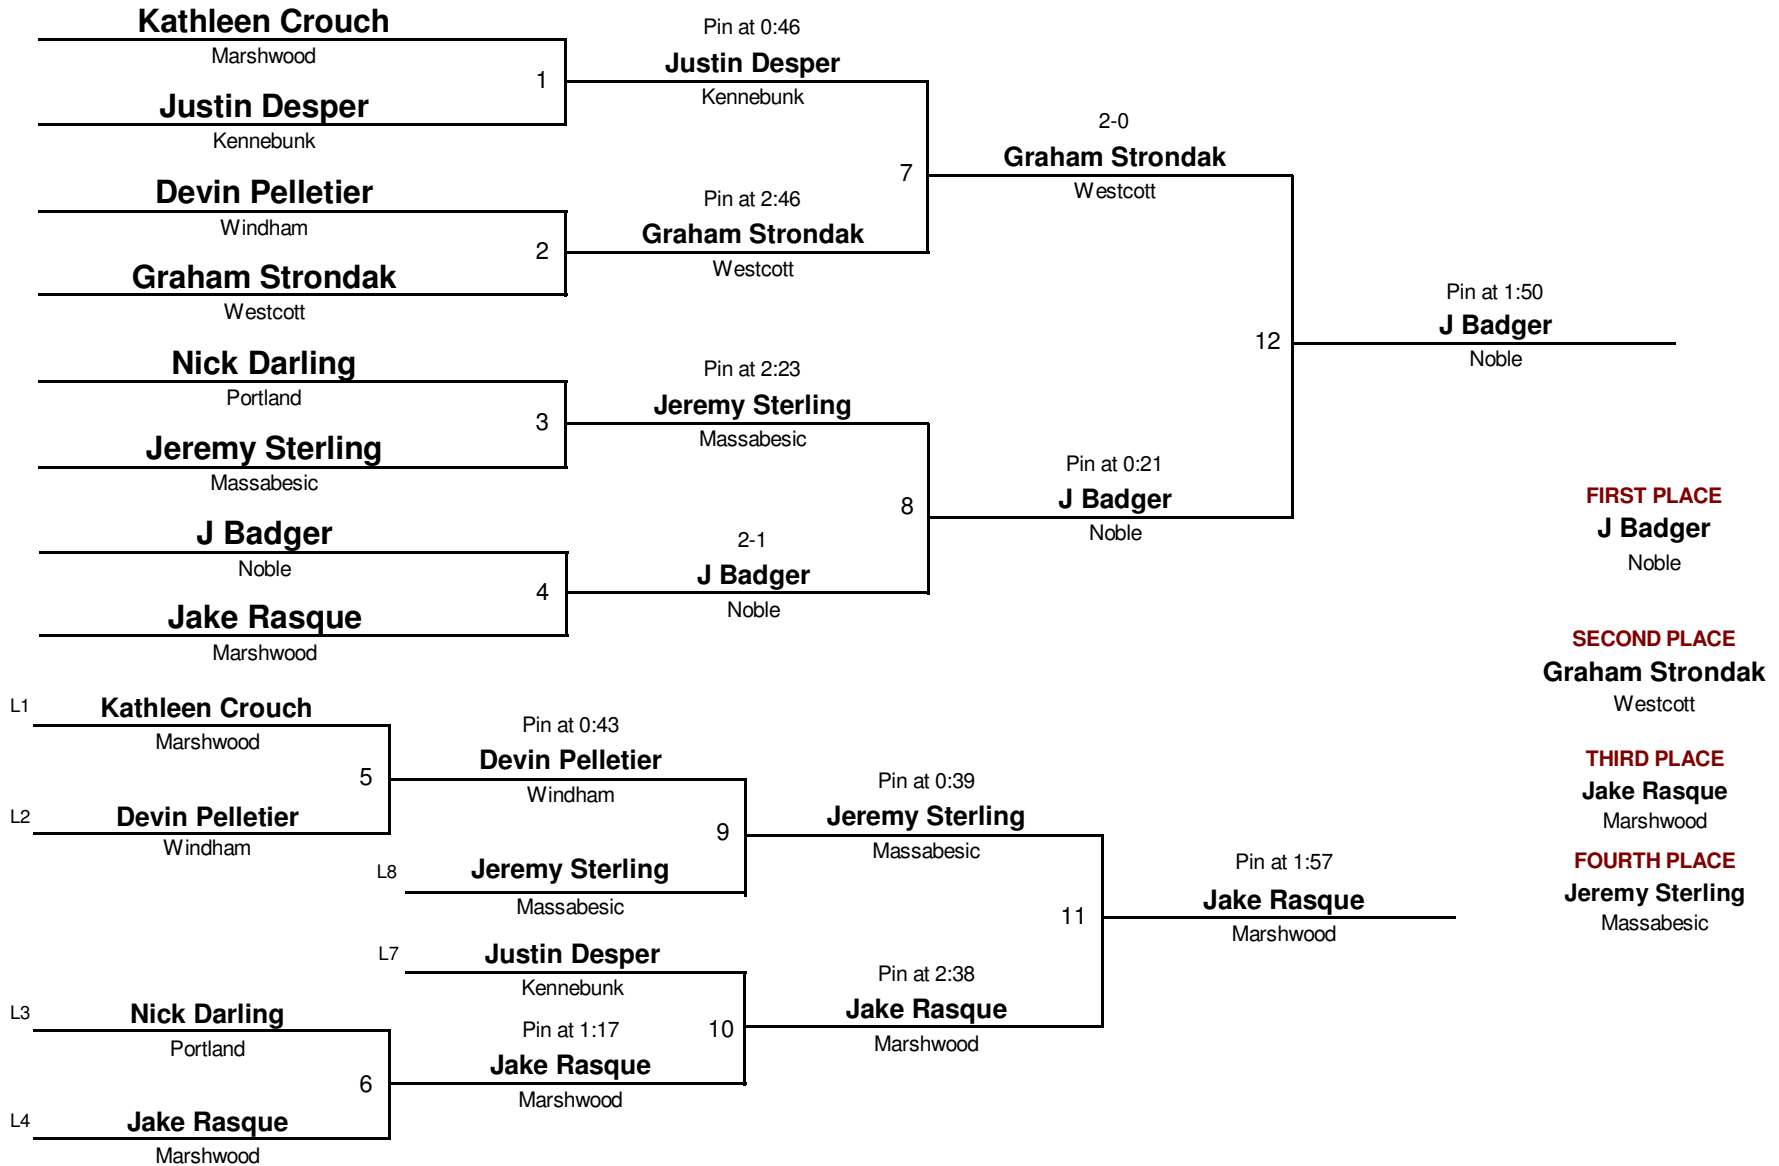 Kathleen Crouch
Marshwood
1
Justin Desper
Kennebunk
Pin at 0:46
Justin Desper
Kennebunk
Devin Pelletier
Windham
2
Graham Strondak
Westcott
Pin at 2:46
Graham Strondak
Westcott
7
2-0
Graham Strondak
Westcott
Nick Darling
Portland
3
Jeremy Sterling
Massabesic
Pin at 2:23
Jeremy Sterling
Massabesic
J Badger
Noble
4
Jake Rasque
Marshwood
2-1
J Badger
Noble
8
Pin at 0:21
J Badger
Noble
12
Pin at 1:50
J Badger
Noble
L1
Kathleen Crouch
Marshwood
5
L2
Devin Pelletier
Windham
Pin at 0:43
Devin Pelletier
Windham
9
L8
Jeremy Sterling
Massabesic
Pin at 0:39
Jeremy Sterling
Massabesic
L7
Justin Desper
Kennebunk
L3
Nick Darling
Portland
6
L4
Jake Rasque
Marshwood
Pin at 1:17
Jake Rasque
Marshwood
10
Pin at 2:38
Jake Rasque
Marshwood
11
Pin at 1:57
Jake Rasque
Marshwood
FIRST PLACE
J Badger
Noble
SECOND PLACE
Graham Strondak
Westcott
THIRD PLACE
Jake Rasque
Marshwood
FOURTH PLACE
Jeremy Sterling
Massabesic